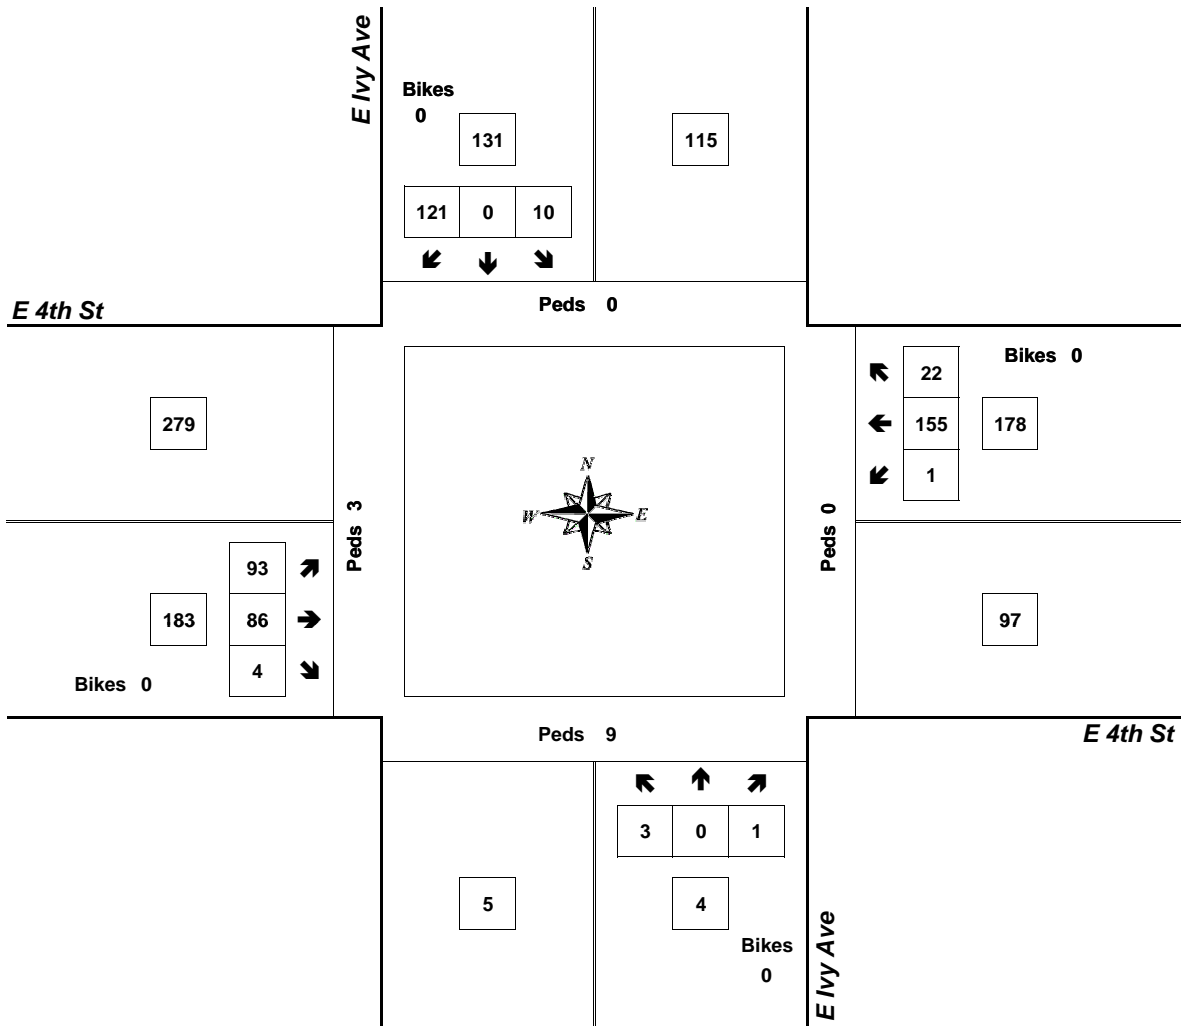 E Ivy Ave
Bikes
0
131
115
121 0 10
Peds 0
E 4th St
279
Peds 3
93
183 86
4
Bikes 0
N
W E
S
22
Bikes 0
155 178
1
Peds 0
97
E 4th St
Peds 9
3 0 1
5
4
Bikes
0
E Ivy Ave